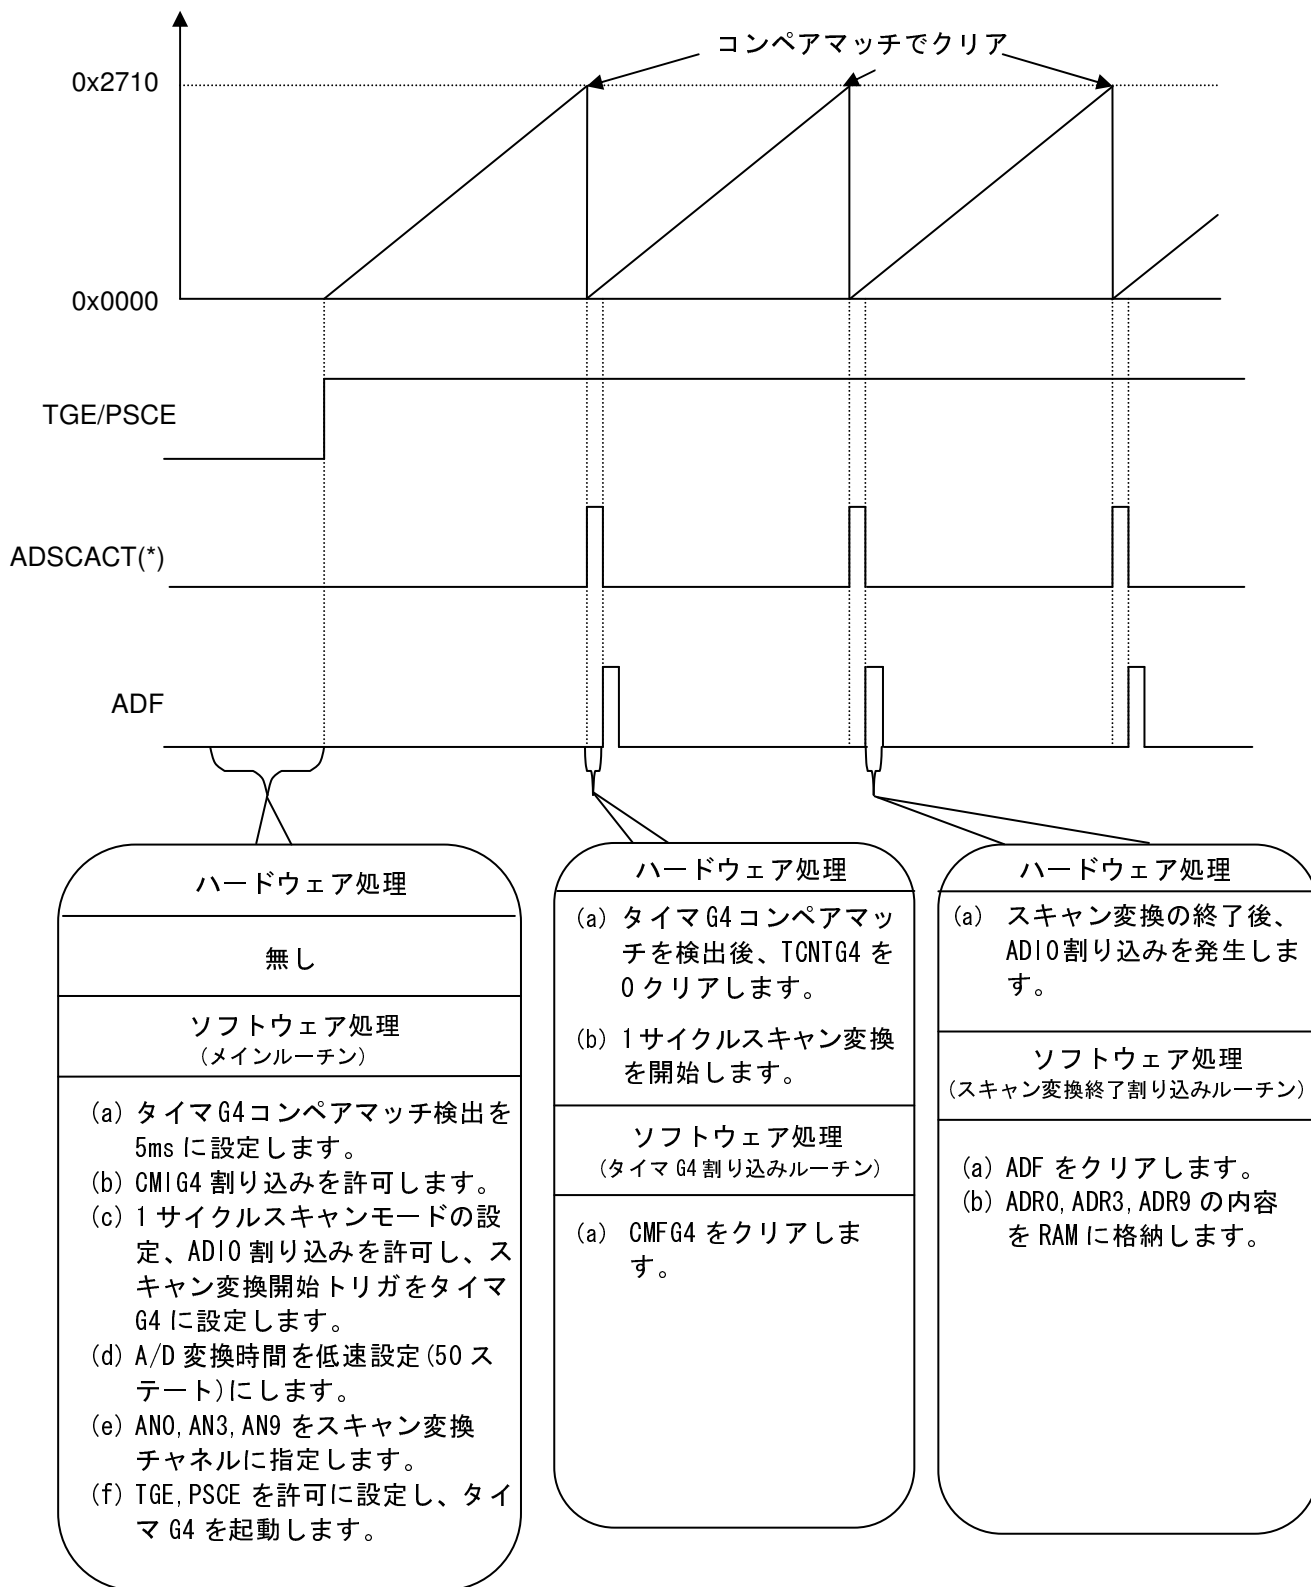 コンペアマッチでクリア
0x2710
0x0000
TGE/PSCE
ADSCACT(*)
ADF
ハードウェア処理
無し
ソフトウェア処理
(メインルーチン)
(a) タイマ G4 コンペアマッチ検出を
5ms に設定します。
(b) CMIG4 割り込みを許可します。
(c) 1 サイクルスキャンモードの設
定、ADI0 割り込みを許可し、ス
キャン変換開始トリガをタイマ
G4 に設定します。
(d) A/D 変換時間を低速設定(50 ス
テート)にします。
(e) AN0, AN3, AN9 をスキャン変換
チャネルに指定します。
(f) TGE, PSCE を許可に設定し、タイ
マ G4 を起動します。
ハードウェア処理
(a) タイマ G4 コンペアマッ
チを検出後、TCNTG4 を
0 クリアします。
(b) 1 サイクルスキャン変換
を開始します。
ソフトウェア処理
(タイマ G4 割り込みルーチン)
(a) CMFG4 をクリアしま
す。
ハードウェア処理
(a) スキャン変換の終了後、
ADI0 割り込みを発生しま
す。
ソフトウェア処理
(スキャン変換終了割り込みルーチン)
(a) ADF をクリアします。
(b) ADR0, ADR3, ADR9 の内容
を RAM に格納します。